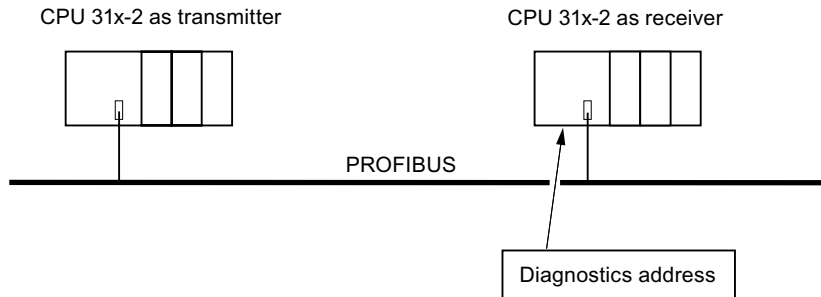 CPU 31x-2 as transmitter
CPU 31x-2 as receiver
PROFIBUS
Diagnostics address